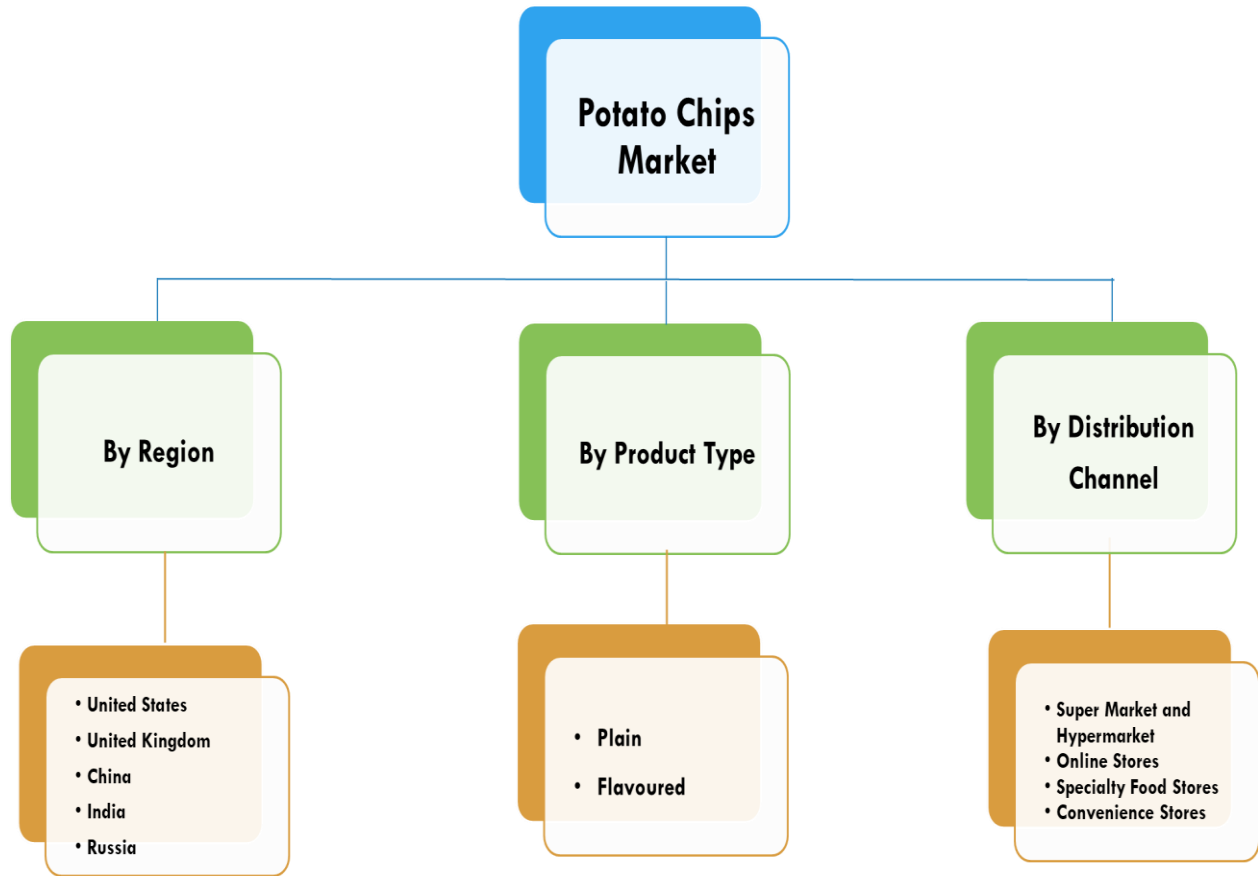 Potato Chips
Market
By Region
By Product Type
By Distribution
Channel
• United States
• United Kingdom
• China
• India
• Russia
• Plain
• Flavoured
• Super Market and
Hypermarket
• Online Stores
• Specialty Food Stores
• Convenience Stores